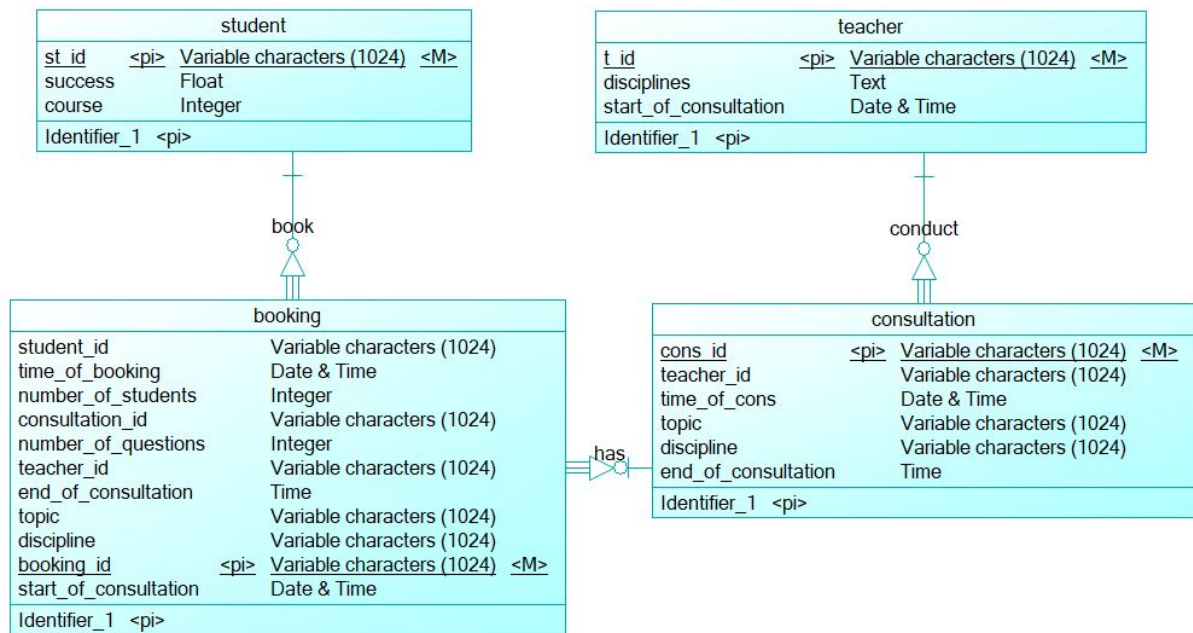 student
st_id <pi> Variable characters (1024) <M>
success Float
course Integer
Identifier_1 <pi>
teacher
t_id <pi> Variable characters (1024) <M>
disciplines Text
start_of_consultation Date & Time
Identifier_1 <pi>
book
conduct
booking
student_id Variable characters (1024)
time_of_booking Date & Time
number_of_students Integer
consultation_id Variable characters (1024)
number_of_questions Integer
teacher_id Variable characters (1024)
end_of_consultation Time
topic Variable characters (1024)
discipline Variable characters (1024)
booking_id <pi> Variable characters (1024) <M>
start_of_consultation Date & Time
Identifier_1 <pi>
has
consultation
cons_id <pi> Variable characters (1024) <M>
teacher_id Variable characters (1024)
time_of_cons Date & Time
topic Variable characters (1024)
discipline Variable characters (1024)
end_of_consultation Time
Identifier_1 <pi>